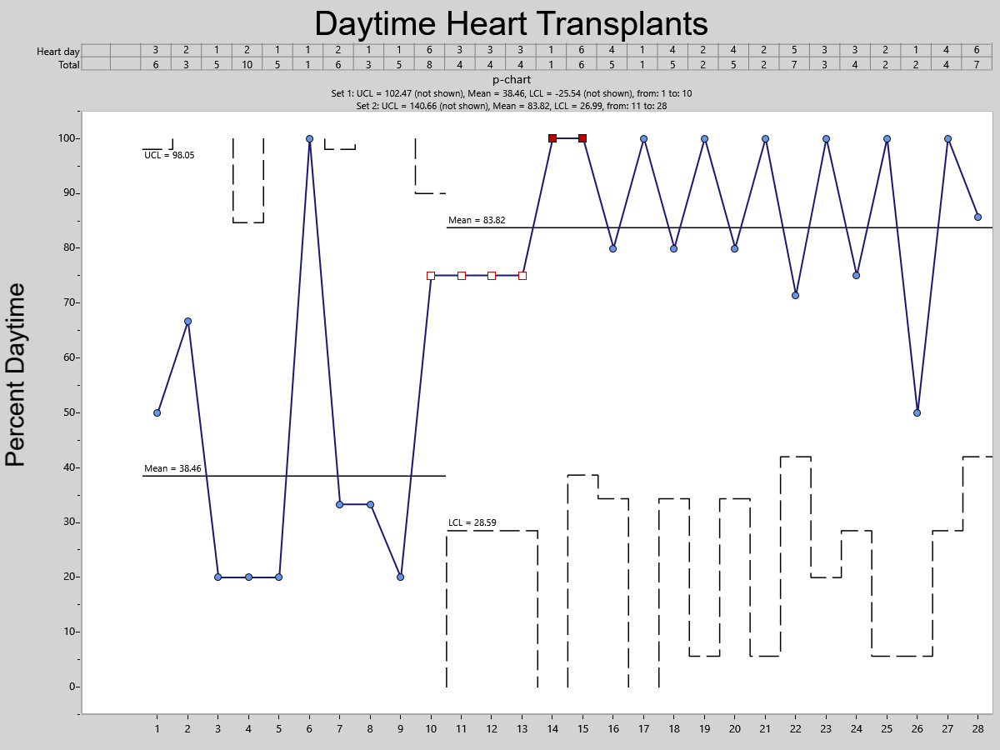 Daytime Heart Transplants
Heart day 3 2 1 2 1 1 2 1 1 6 3 3 3 1 6 4 1 4 2 4 2 5 3 3 2 1 4 6
Total 6 3 5 10 5 1 6 3 5 8 4 4 4 1 6 5 1 5 2 5 2 7 3 4 2 2 4 7
p-chart
Set 1: UCL = 102.47 (not shown), Mean = 38.46, LCL = -25.54 (not shown), from: 1 to: 10
Set 2: UCL = 140.66 (not shown), Mean = 83.82, LCL = 26.99, from: 11 to: 28
Percent Daytime
100
UCL = 98.05
90
Mean = 83.82
80
70
60
50
40
Mean = 38.46
30
LCL = 28.59
20
10
0
1 2 3 4 5 6 7 8 9 10 11 12 13 14 15 16 17 18 19 20 21 22 23 24 25 26 27 28